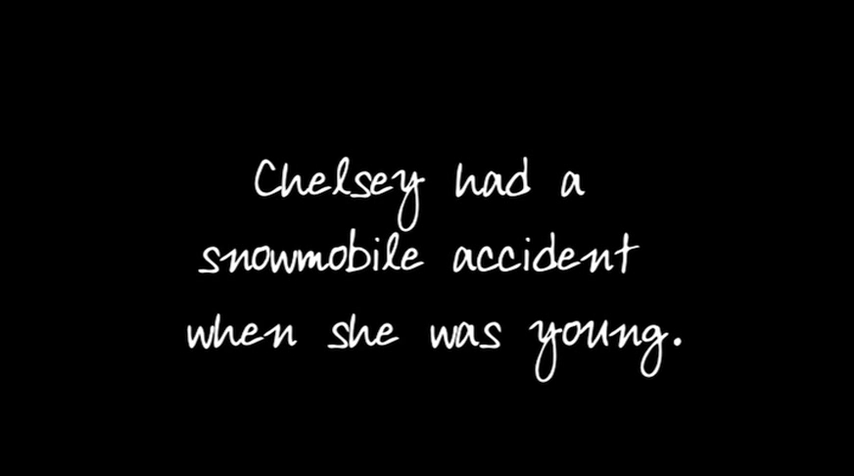 Chelsey had a
snowmobile accident
when she was young.